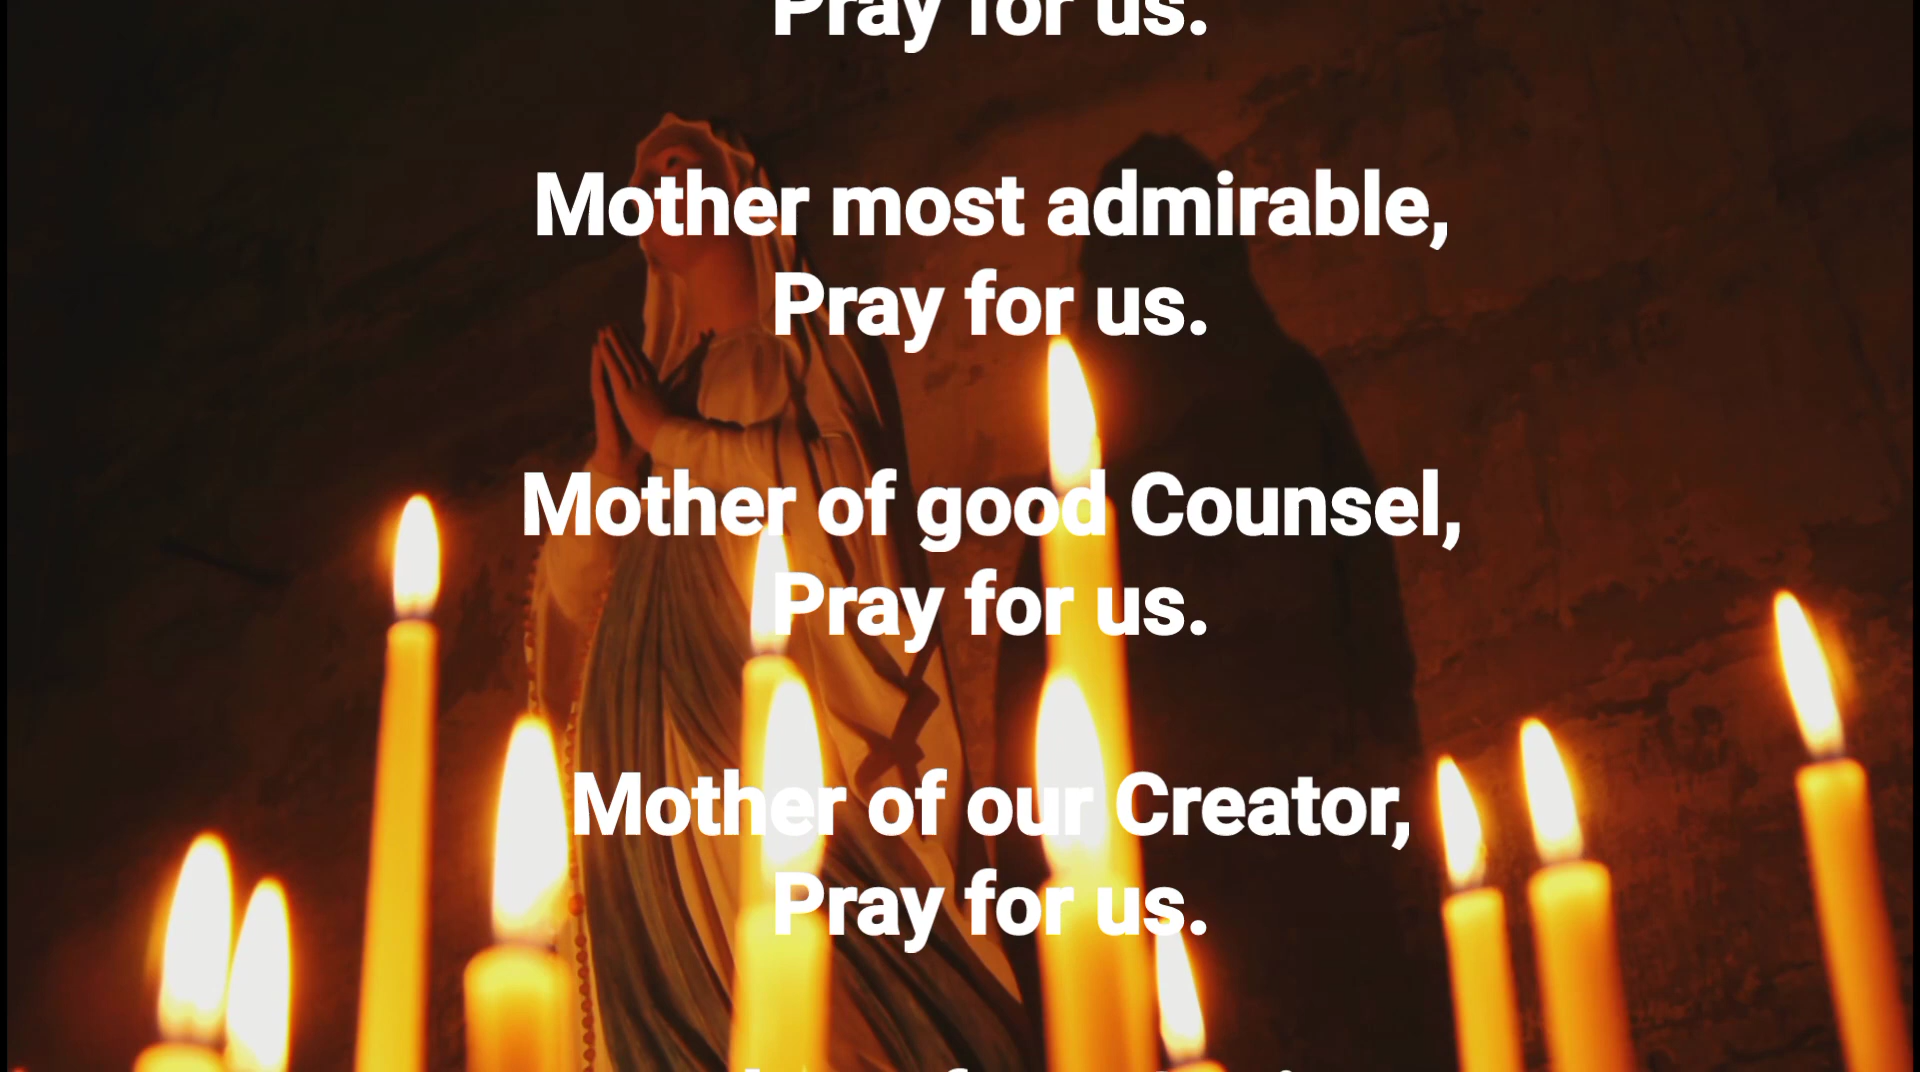 Pray for us.
Mother most admirable,
Pray for us.
Mother of good Counsel,
Pray for us.
Mother of our Creator,
Pray for us.